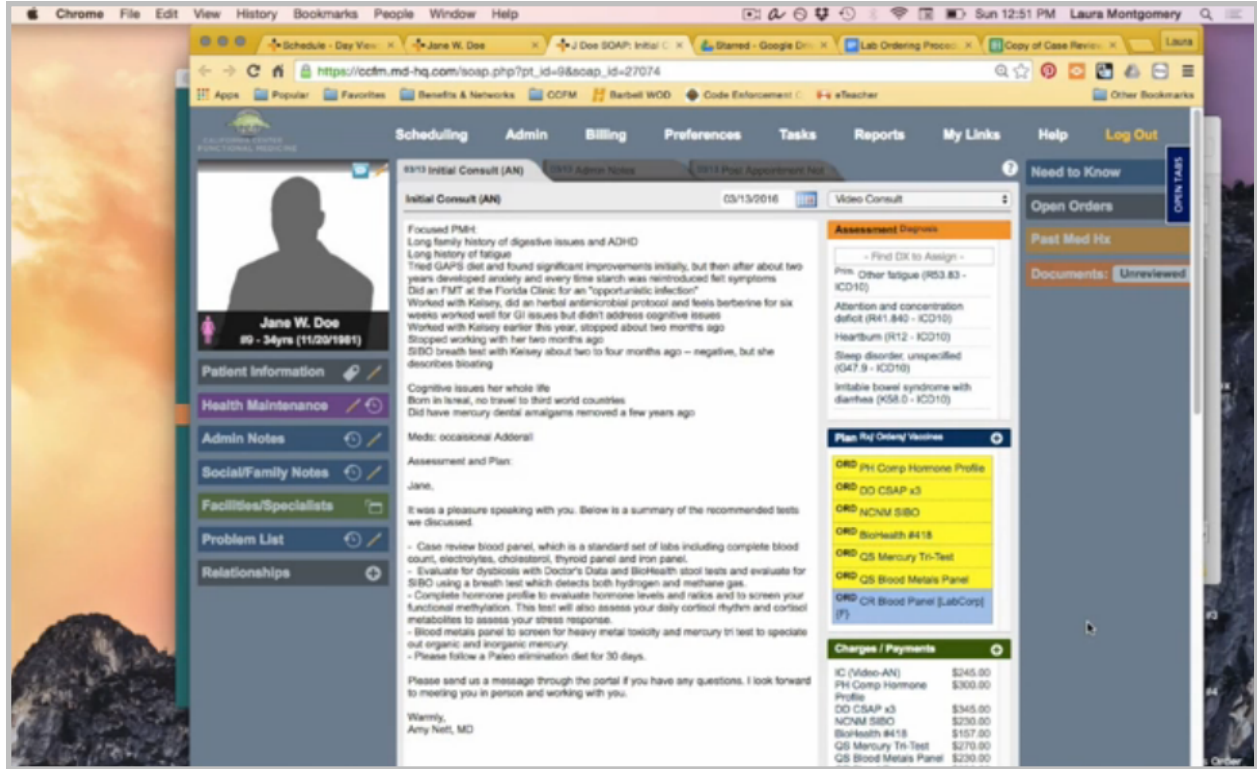 Chrome File Edit View History Bookmarks People Window Help
Sun 12:51 PM Laura Montgomery
Schedule - Day View:
Jane W. Doe
J Doe SOAP: Initial C
Starred - Google Driv
Lab Ordering Proced
Copy of Case Review
Laura
https://ccfm.md-hq.com/soap.php?pt_id=9&soap_id=27074
Apps Popular Favorites Benefits & Networks CCFM Barbell WOD Code Enforcement C eTeacher Other Bookmarks
CALIFORNIA CENTER
FUNCTIONAL MEDICINE
Scheduling Admin Billing Preferences Tasks Reports My Links Help Log Out
Jane W. Doe
#9 - 34yrs (11/20/1981)
Patient Information
Health Maintenance
Admin Notes
Social/Family Notes
Facilities/Specialists
Problem List
Relationships
03/13 Initial Consult (AN)
03/13 Admin Notes
03/13 Post Appointment Not
Initial Consult (AN) 03/13/2016 Video Consult
Focused PMH:
Long family history of digestive issues and ADHD
Long history of fatigue
Tried GAPS diet and found significant improvements initially, but then after about two
years developed anxiety and every time starch was reintroduced felt symptoms
Did an FMT at the Florida Clinic for an "opportunistic infection"
Worked with Kelsey, did an herbal antimicrobial protocol and feels berberine for six
weeks worked well for GI issues but didn't address cognitive issues
Worked with Kelsey earlier this year, stopped about two months ago
Stopped working with her two months ago
SIBO breath test with Kelsey about two to four months ago -- negative, but she
describes bloating
Cognitive issues her whole life
Born in Isreal, no travel to third world countries
Did have mercury dental amalgams removed a few years ago
Meds: occaisional Adderall
Assessment and Plan:
Jane,
It was a pleasure speaking with you. Below is a summary of the recommended tests
we discussed.
- Case review blood panel, which is a standard set of labs including complete blood
count, electrolytes, cholesterol, thyroid panel and iron panel.
- Evaluate for dysbiosis with Doctor's Data and BioHealth stool tests and evaluate for
SIBO using a breath test which detects both hydrogen and methane gas.
- Complete hormone profile to evaluate hormone levels and ratios and to screen your
functional methylation. This test will also assess your daily cortisol rhythm and cortisol
metabolites to assess your stress response.
- Blood metals panel to screen for heavy metal toxicity and mercury tri test to speciate
out organic and inorganic mercury.
- Please follow a Paleo elimination diet for 30 days.
Please send us a message through the portal if you have any questions. I look forward
to meeting you in person and working with you.
Warmly,
Amy Nett, MD
Assessment Diagnosis
- Find DX to Assign -
Prim. Other fatigue (R53.83 -
ICD10)
Attention and concentration
deficit (R41.840 - ICD10)
Heartburn (R12 - ICD10)
Sleep disorder, unspecified
(G47.9 - ICD10)
Irritable bowel syndrome with
diarrhea (K58.0 - ICD10)
Plan Rx/ Orders/ Vaccines
ORD PH Comp Hormone Profile
ORD DD CSAP x3
ORD NCNM SIBO
ORD BioHealth #418
ORD QS Mercury Tri-Test
ORD QS Blood Metals Panel
ORD CR Blood Panel [LabCorp]
(F)
Charges / Payments
IC (Video-AN) $245.00
PH Comp Hormone $300.00
Profile
DD CSAP x3 $345.00
NCNM SIBO $230.00
BioHealth #418 $157.00
QS Mercury Tri-Test $270.00
QS Blood Metals Panel $230.00
Need to Know
Open Orders
Past Med Hx
Documents: Unreviewed
OPEN TABS
#3
#4
Order